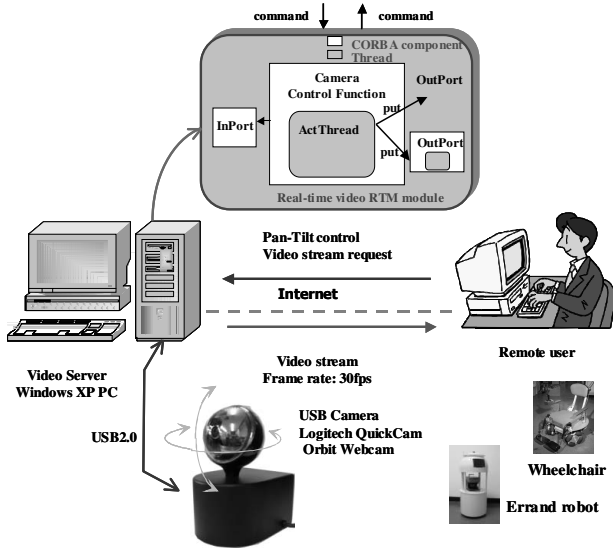 command
command
CORBA component
Thread
Camera
Control Function
OutPort
put
InPort
ActThread
OutPort
put
Real-time video RTM module
Pan-Tilt control
Video stream request
Internet
Remote user
Video stream
Frame rate: 30fps
Video Server
Windows XP PC
USB2.0
USB Camera
Logitech QuickCam
Orbit Webcam
Wheelchair
Errand robot